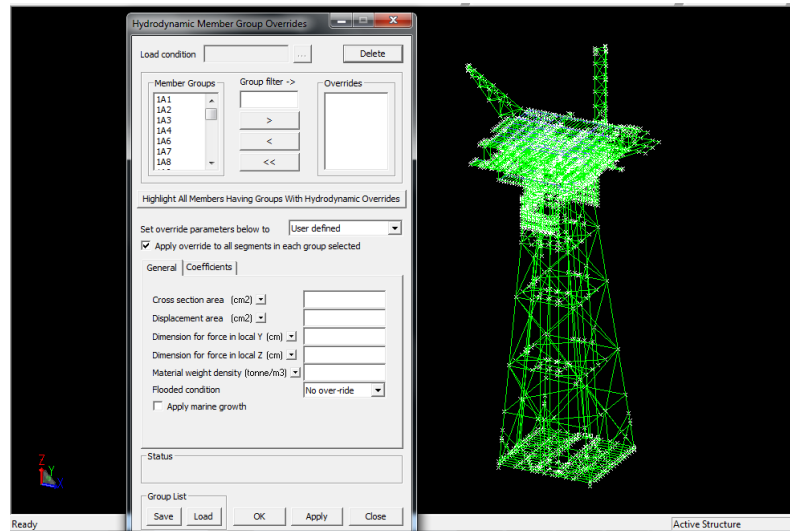 Hydrodynamic Member Group Overrides
Load condition ... Delete
Member Groups Group filter -> Overrides
1A1
1A2
1A3 >
1A4
1A6 <
1A7
1A8 <<
Highlight All Members Having Groups With Hydrodynamic Overrides
Set override parameters below to User defined
Apply override to all segments in each group selected
General Coefficients
Cross section area (cm2)
Displacement area (cm2)
Dimension for force in local Y (cm)
Dimension for force in local Z (cm)
Material weight density (tonne/m3)
Flooded condition No over-ride
Apply marine growth
Status
Z
Y
X
Group List
Save Load OK Apply Close
Ready Active Structure